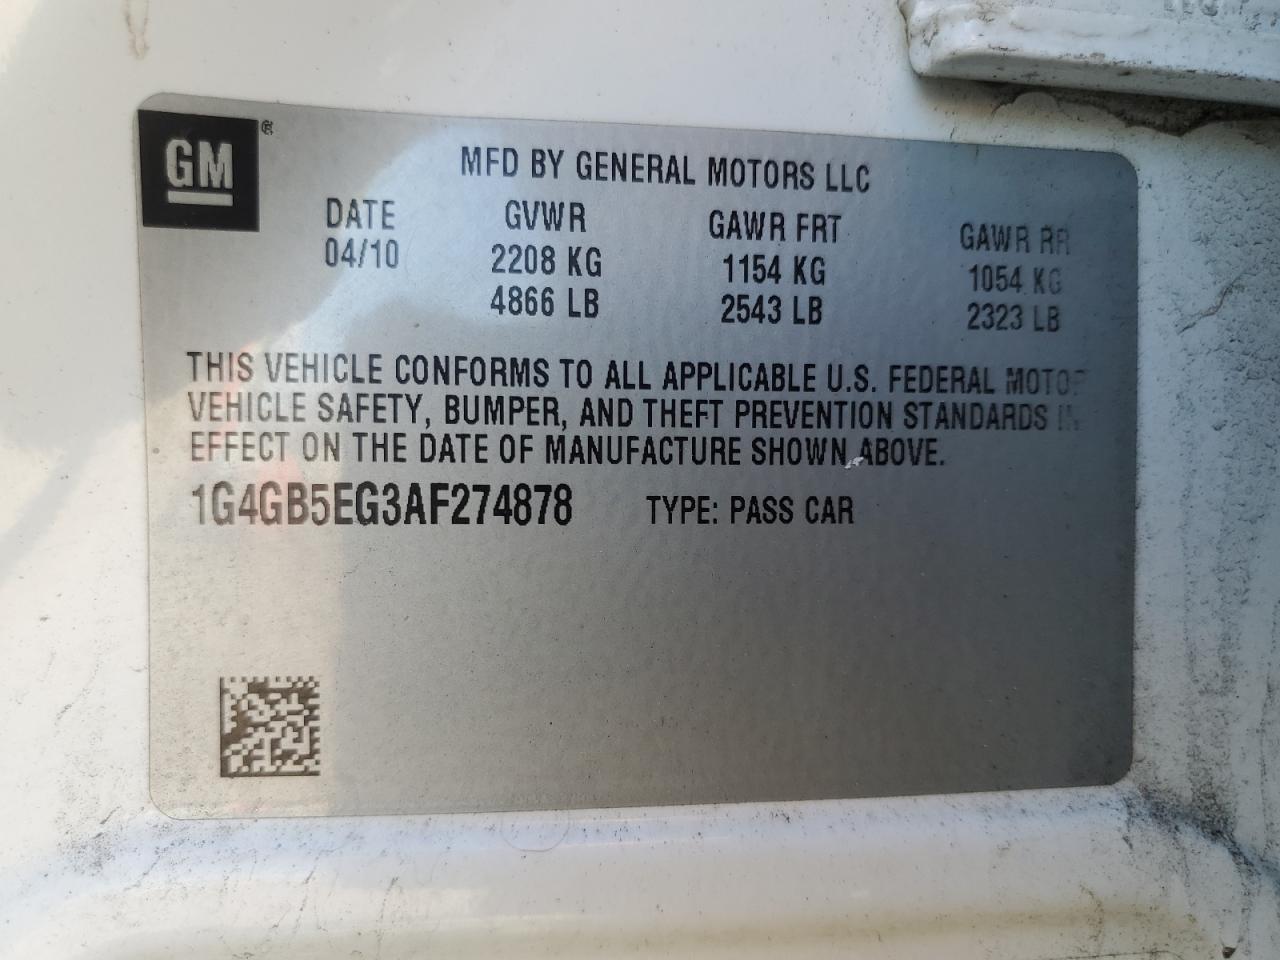 GM ®
MFD BY GENERAL MOTORS LLC
DATE GVWR GAWR FRT GAWR RR
04/10 2208 KG 1154 KG 1054 KG
4866 LB 2543 LB 2323 LB
THIS VEHICLE CONFORMS TO ALL APPLICABLE U.S. FEDERAL MOTOR
VEHICLE SAFETY, BUMPER, AND THEFT PREVENTION STANDARDS IN
EFFECT ON THE DATE OF MANUFACTURE SHOWN ABOVE.
1G4GB5EG3AF274878 TYPE: PASS CAR